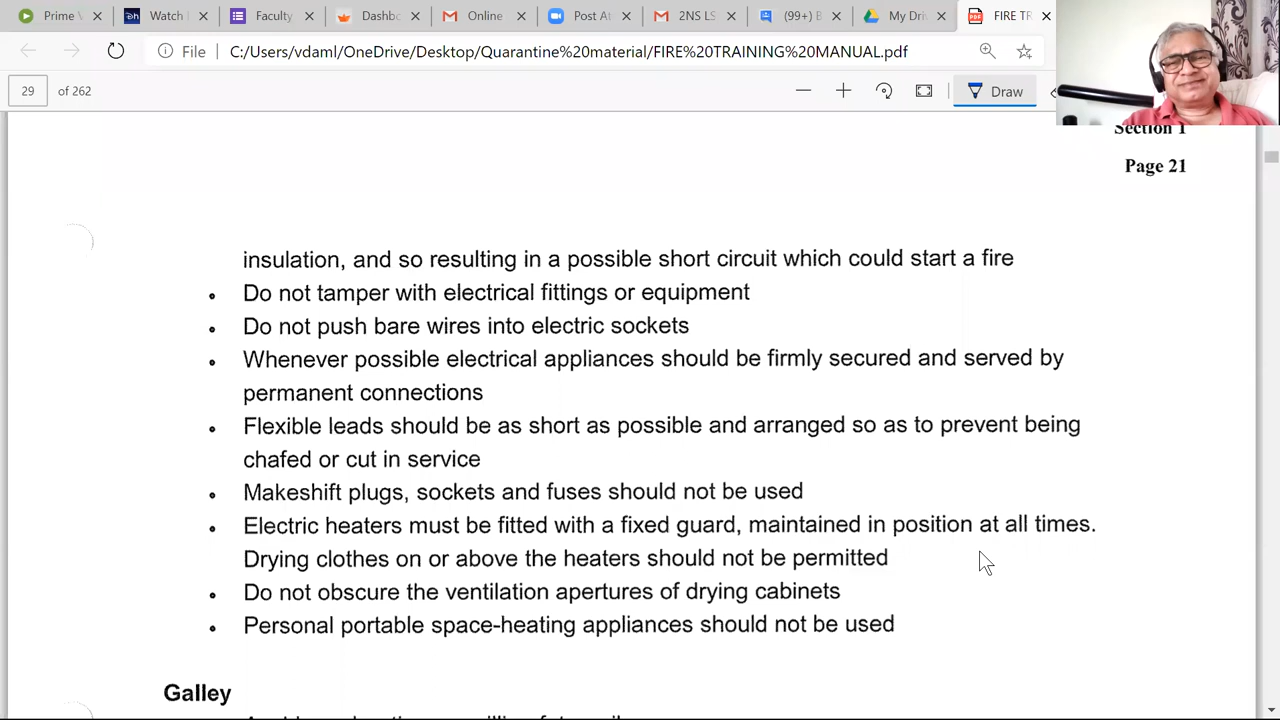 Prime V
Watch I
Faculty
Dashbo
Online
Post At
2NS S
(99+) B
My Driv
FIRE TR
File
C:/Users/vdaml/OneDrive/Desktop/Quarantine%20material/FIRE%20TRAINING%20MANUAL.pdf
29 of 262
Draw
Section 1
Page 21
insulation, and so resulting in a possible short circuit which could start a fire
• Do not tamper with electrical fittings or equipment
• Do not push bare wires into electric sockets
• Whenever possible electrical appliances should be firmly secured and served by
permanent connections
• Flexible leads should be as short as possible and arranged so as to prevent being
chafed or cut in service
• Makeshift plugs, sockets and fuses should not be used
• Electric heaters must be fitted with a fixed guard, maintained in position at all times.
Drying clothes on or above the heaters should not be permitted
• Do not obscure the ventilation apertures of drying cabinets
• Personal portable space-heating appliances should not be used
Galley